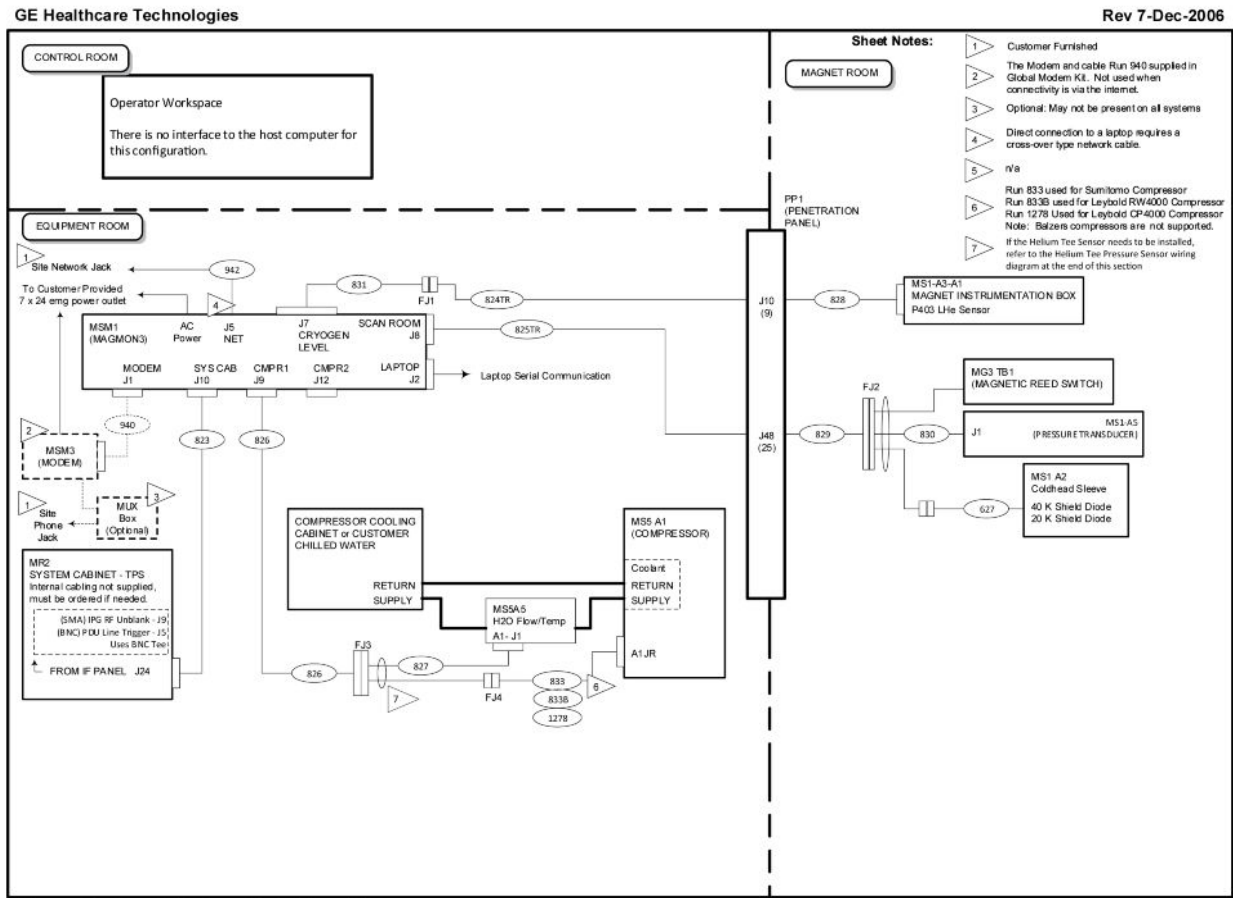 GE Healthcare Technologies
Rev 7-Dec-2006
CONTROL ROOM
Operator Workspace
There is no interface to the host computer for
this configuration.
Sheet Notes:
MAGNET ROOM
1
Customer Furnished
2
The Modem and cable Run 940 supplied in
Global Modem Kit. Not used when
connectivity is via the internet.
3
Optional: May not be present on all systems
4
Direct connection to a laptop requires a
cross-over type network cable.
5
n/a
6
Run 833 used for Sumitomo Compressor
Run 833B used for Leybold RW4000 Compressor
Run 1278 Used for Leybold CP4000 Compressor
Note: Balzers compressors are not supported.
7
If the Helium Tee Sensor needs to be installed,
refer to the Helium Tee Pressure Sensor wiring
diagram at the end of this section
PP1
(PENETRATION
PANEL)
EQUIPMENT ROOM
1
Site Network Jack
942
To Customer Provided
7 x 24 emg power outlet
4
831
FJ1
824TR
J10
(9)
828
MS1-A3-A1
MAGNET INSTRUMENTATION BOX
P403 LHe Sensor
MSM1
(MAGMON3)
AC
Power
J5
NET
J7
CRYOGEN
LEVEL
SCAN ROOM
J8
825TR
MODEM
J1
SYS CAB
J10
CMPR1
J9
CMPR2
J12
LAPTOP
J2
Laptop Serial Communication
MG3 TB1
(MAGNETIC REED SWITCH)
FJ2
J48
(25)
829
830
J1
MS1-A5
(PRESSURE TRANSDUCER)
627
MS1 A2
Coldhead Sleeve
40 K Shield Diode
20 K Shield Diode
940
823
826
2
MSM3
(MODEM)
1
Site
Phone
Jack
MUX
Box
(Optional)
3
MR2
SYSTEM CABINET - TPS
Internal cabling not supplied,
must be ordered if needed.
(SMA) IPG RF Unblank - J9
(BNC) PDU Line Trigger - J5
Uses BNC Tee
FROM IF PANEL J24
COMPRESSOR COOLING
CABINET or CUSTOMER
CHILLED WATER
RETURN
SUPPLY
MS5A5
H2O Flow/Temp
A1- J1
MS5 A1
(COMPRESSOR)
Coolant
RETURN
SUPPLY
A1JR
826
FJ3
827
7
FJ4
833
833B
1278
6